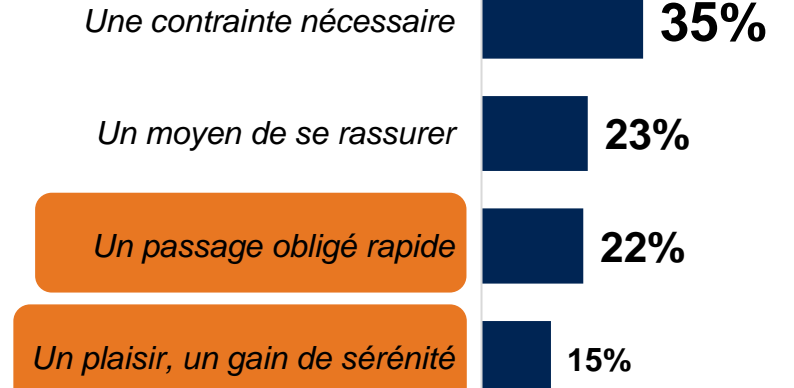 Une contrainte nécessaire 35%
Un moyen de se rassurer 23%
Un passage obligé rapide 22%
Un plaisir, un gain de sérénité 15%